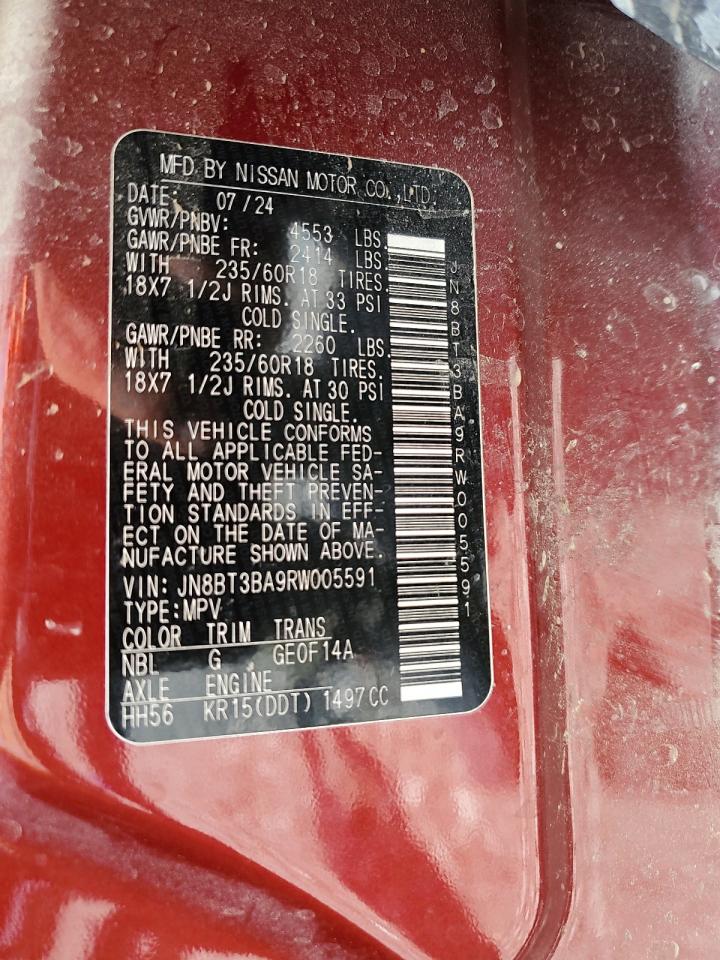 MFD BY NISSAN MOTOR CO.,LTD.
DATE: 07/24
GVWR/PNBV: 4553 LBS.
GAWR/PNBE FR: 2414 LBS.
WITH 235/60R18 TIRES.
18X7 1/2J RIMS. AT 33 PSI
COLD SINGLE.
GAWR/PNBE RR: 2260 LBS.
WITH 235/60R18 TIRES.
18X7 1/2J RIMS. AT 30 PSI
COLD SINGLE.
THIS VEHICLE CONFORMS
TO ALL APPLICABLE FED-
ERAL MOTOR VEHICLE SA-
FETY AND THEFT PREVEN-
TION STANDARDS IN EFF-
ECT ON THE DATE OF MA-
NUFACTURE SHOWN ABOVE.
VIN: JN8BT3BA9RW005591
TYPE:MPV
COLOR TRIM TRANS
NBL G GE0F14A
AXLE ENGINE
HH56 KR15(DDT) 1497CC
JN8BT3BA9RW005591